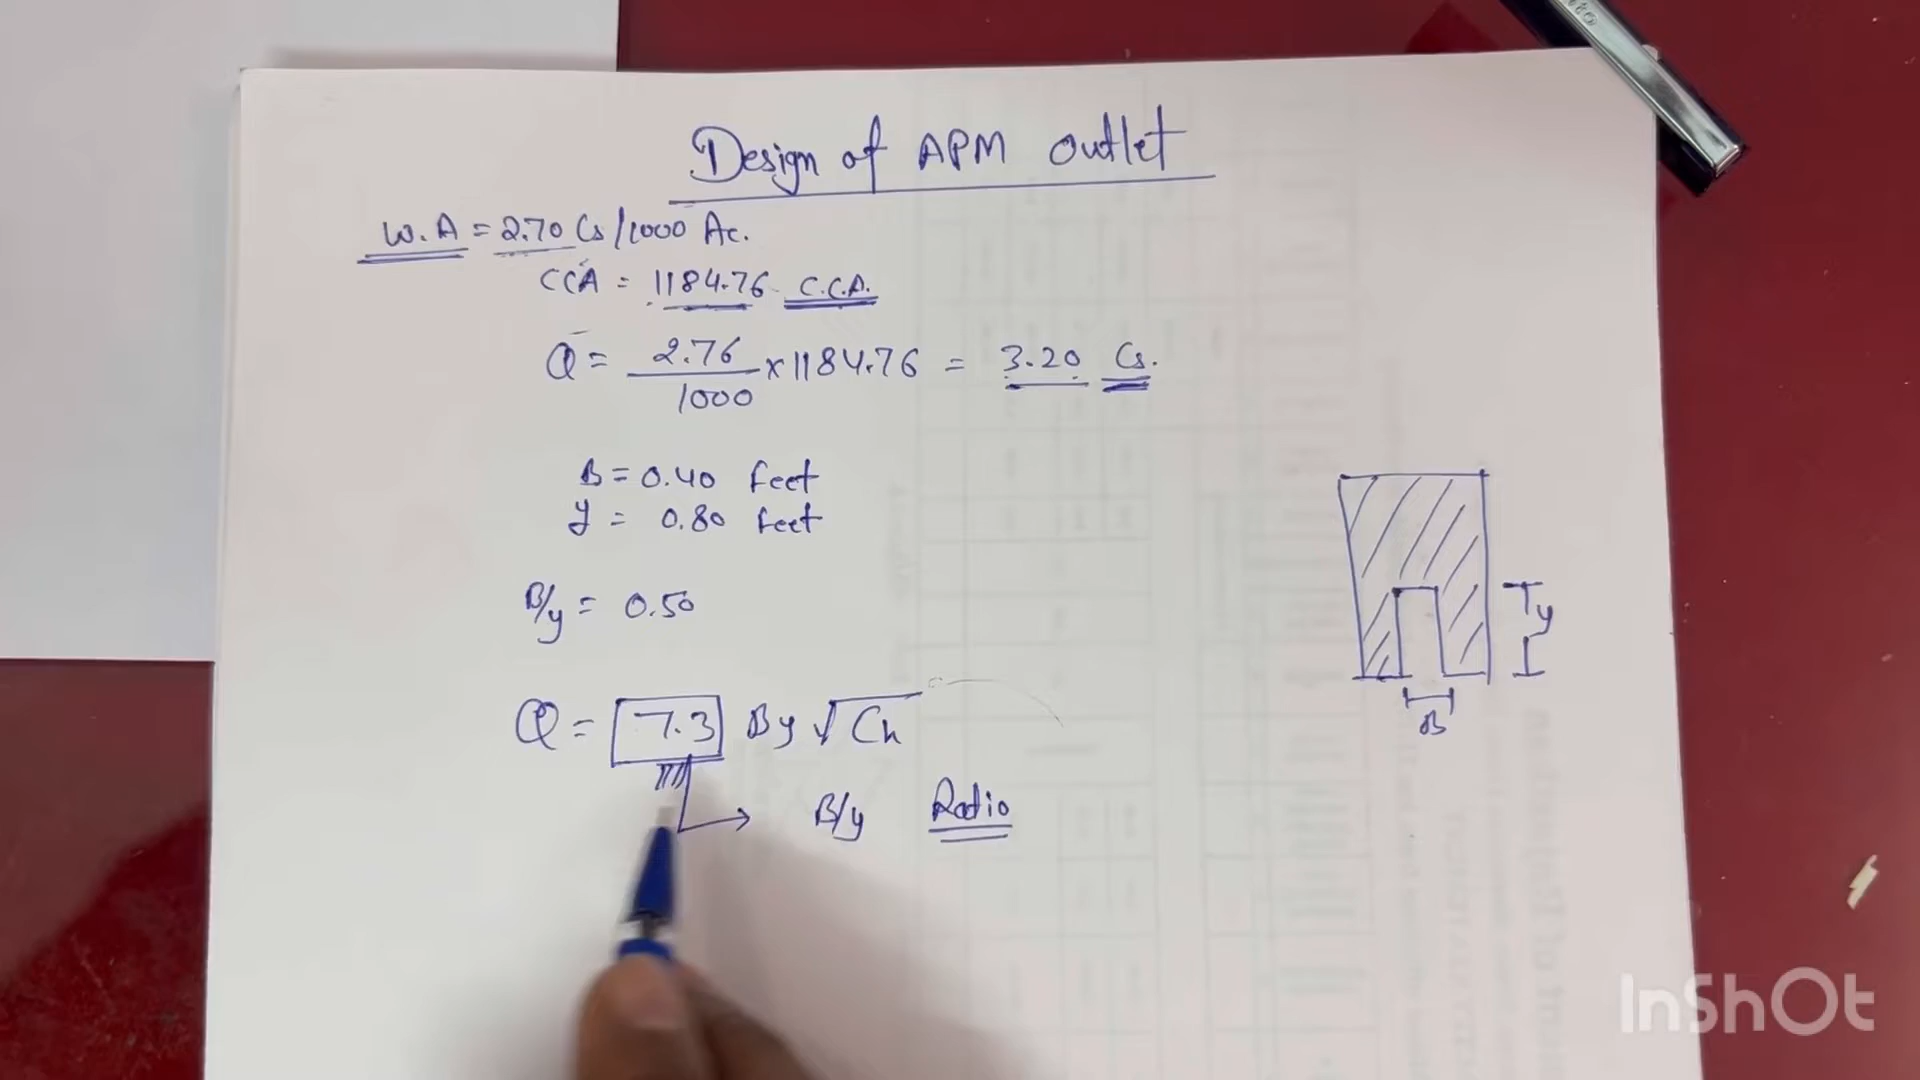 Design of APM Outlet
W.A = 2.70 Cs/1000 Ac.
CCA = 1184.76 C.C.A.
Q = 2.76/1000 x 1184.76 = 3.20 Cs.
B = 0.40 feet
y = 0.80 feet
B/y = 0.50
Q = 7.3 By √Ch
B/y Ratio
y
B
InShOt